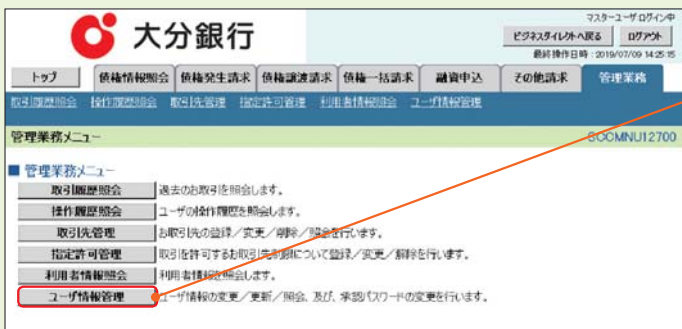 マスターユーザログイン中
大分銀行
ビジネスダイレクトへ戻る ログアウト
最終操作日時：2019/07/09 14:25:15
トップ 債権情報照会 債権発生請求 債権譲渡請求 債権一括請求 融資申込 その他請求 管理業務
取引履歴照会 操作履歴照会 取引先管理 指定許可管理 利用者情報照会 ユーザ情報管理
管理業務メニュー SCCMNU12700
■ 管理業務メニュー
取引履歴照会 過去のお取引を照会します。
操作履歴照会 ユーザの操作履歴を照会します。
取引先管理 お取引先の登録／変更／削除／照会を行います。
指定許可管理 取引を許可するお取引先制限について登録／変更／解除を行います。
利用者情報照会 利用者情報を照会します。
ユーザ情報管理 ユーザ情報の変更／更新／照会、及び、承認パスワードの変更を行います。